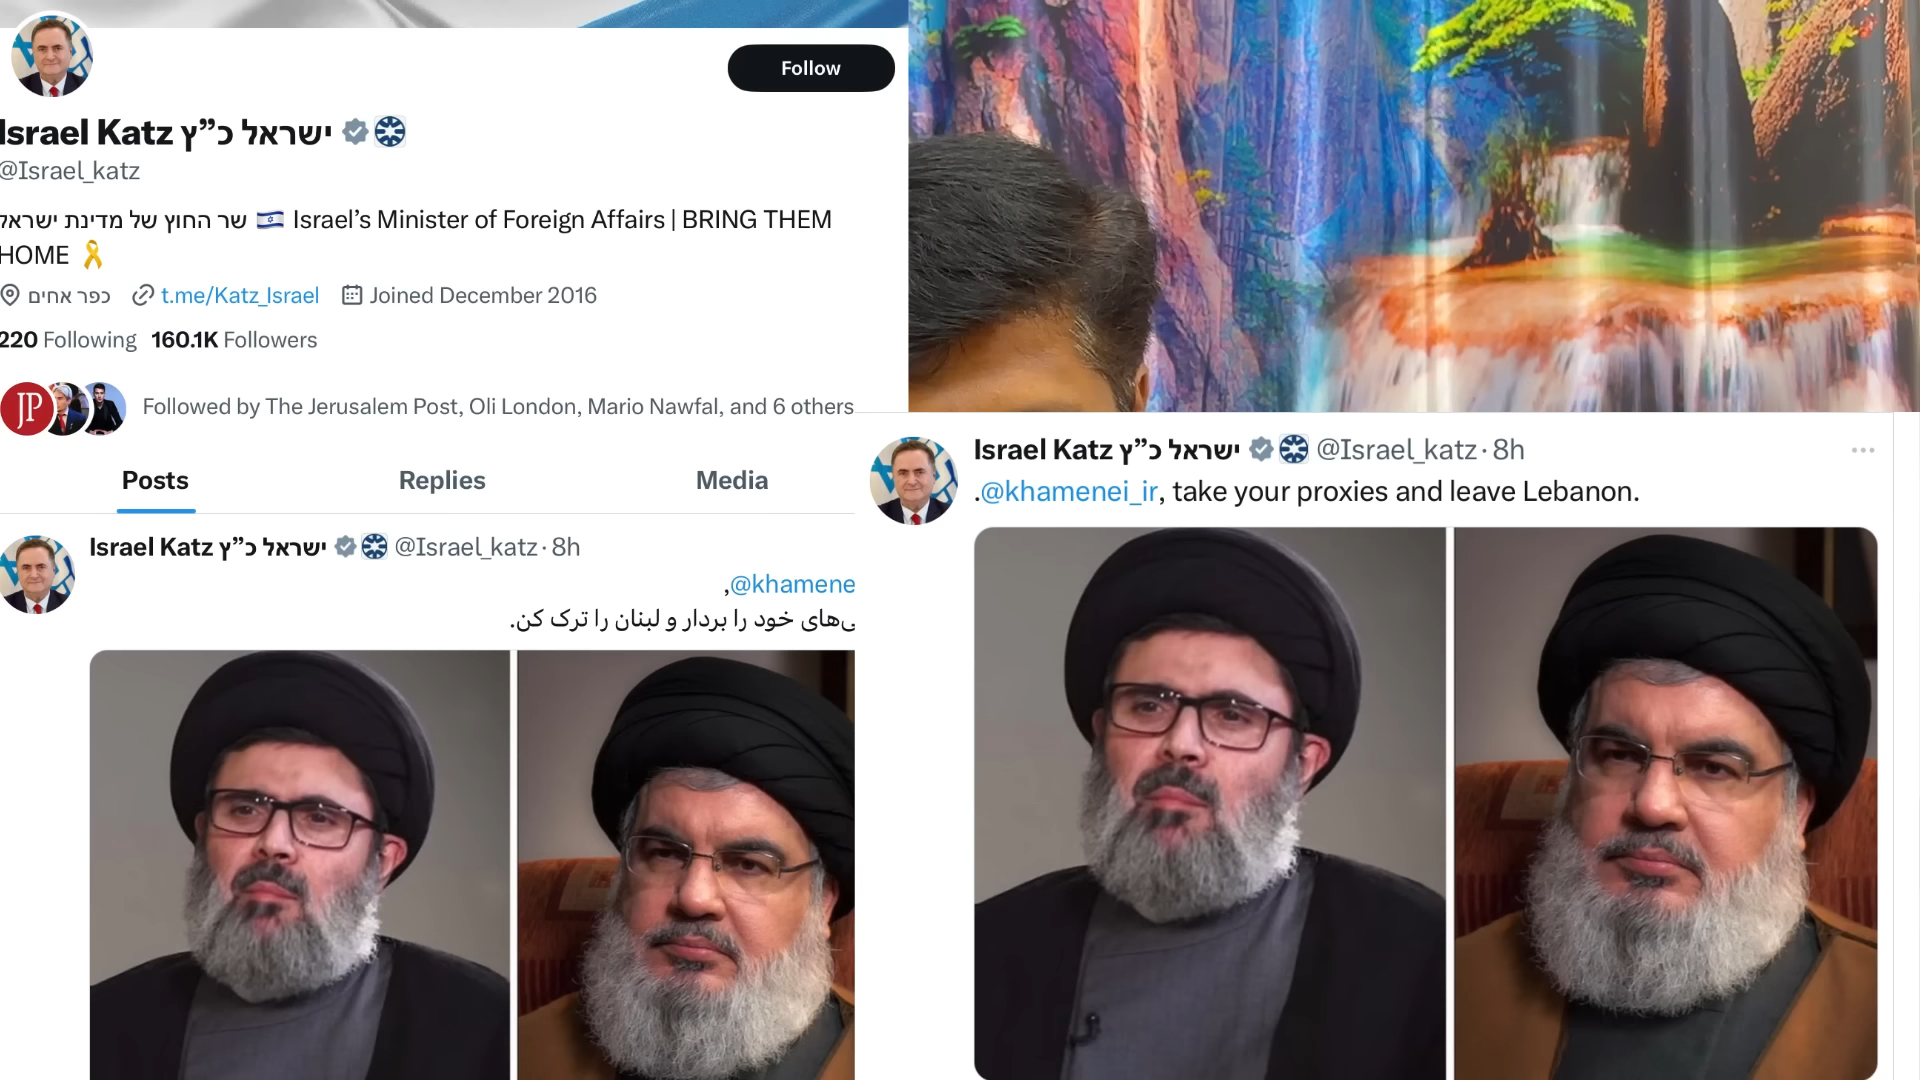 Follow
Israel Katz ישראל כ”ץ
@Israel_katz
שר החוץ של מדינת ישראל 🇮🇱 Israel’s Minister of Foreign Affairs | BRING THEM
HOME 🎗️
כפר אחים t.me/Katz_Israel Joined December 2016
220 Following 160.1K Followers
JP
Followed by The Jerusalem Post, Oli London, Mario Nawfal, and 6 others
Posts Replies Media
Israel Katz ישראל כ”ץ @Israel_katz · 8h
@khamene,
ی‌های خود را بردار و لبنان را ترک کن.
Israel Katz ישראל כ”ץ @Israel_katz · 8h
.@khamenei_ir, take your proxies and leave Lebanon.